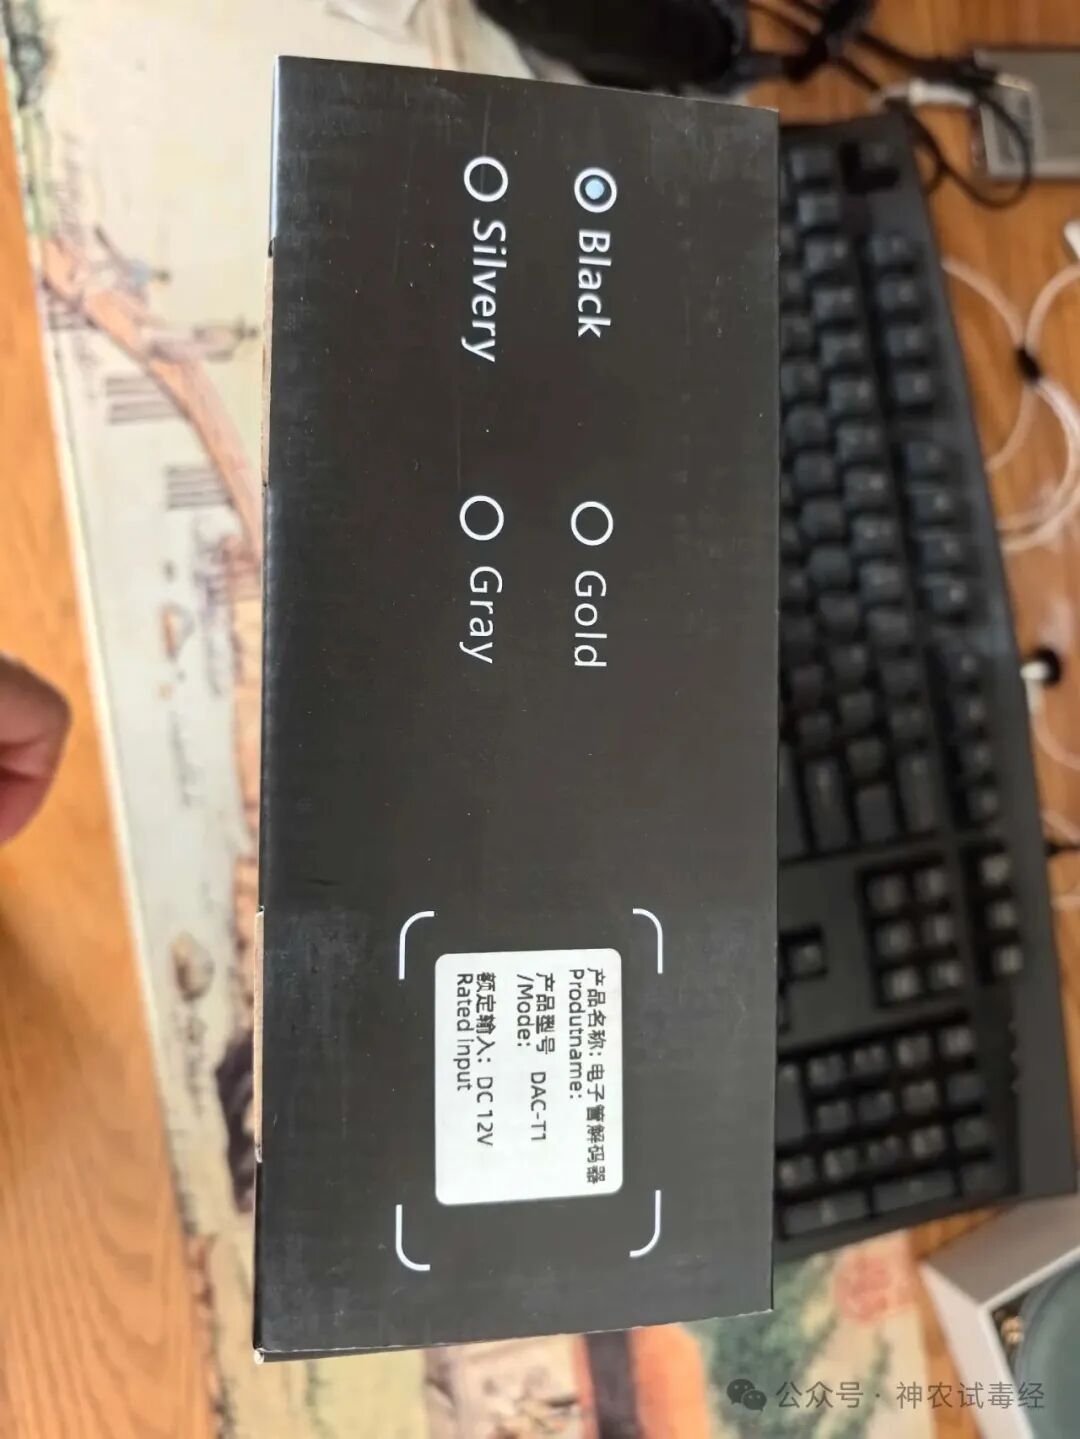 Black
Gold
Silvery
Gray
产品名称：电子管解码器
Produtname：
产品型号 DAC-T1
/Mode：
额定输入：DC 12V
Rated input
公众号 · 神农试毒经